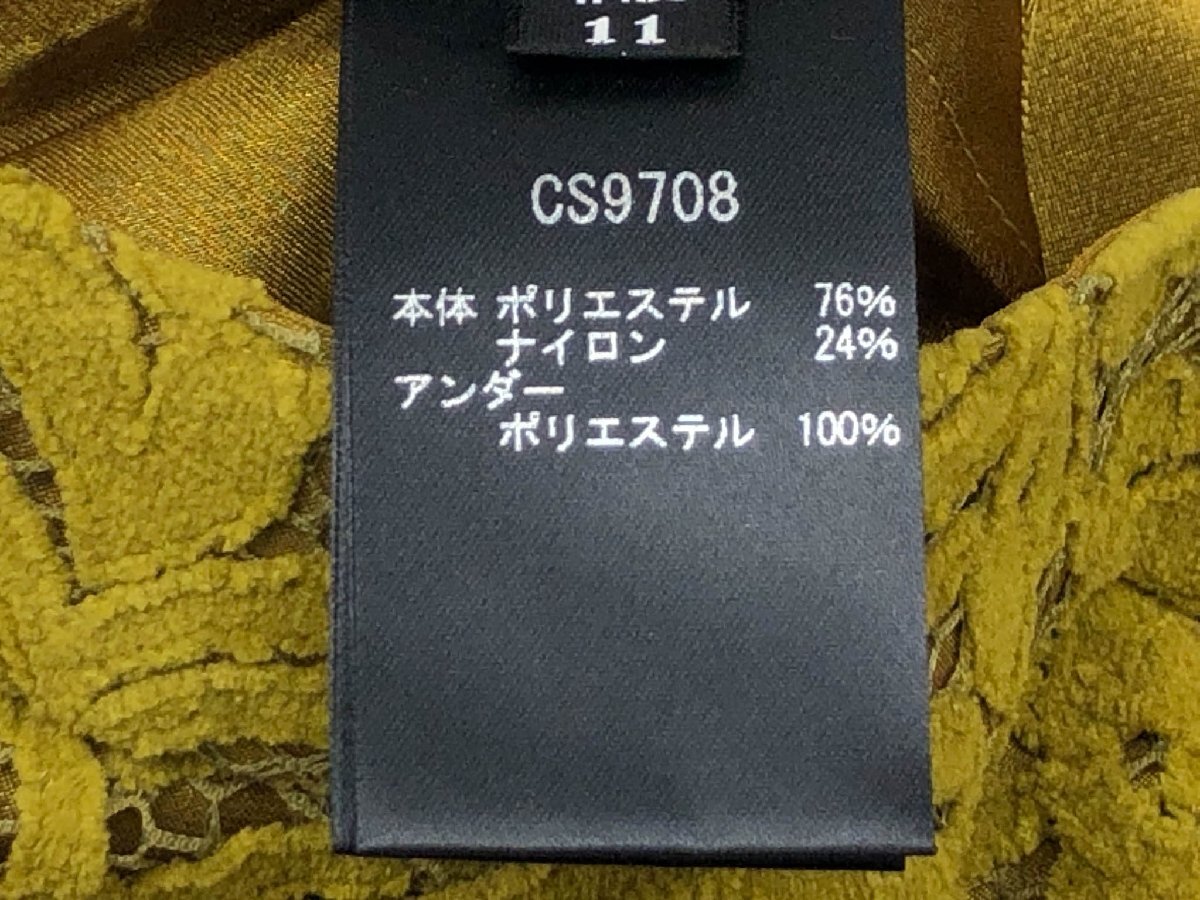 11
CS9708
本体 ポリエステル 76%
ナイロン 24%
アンダー
ポリエステル 100%